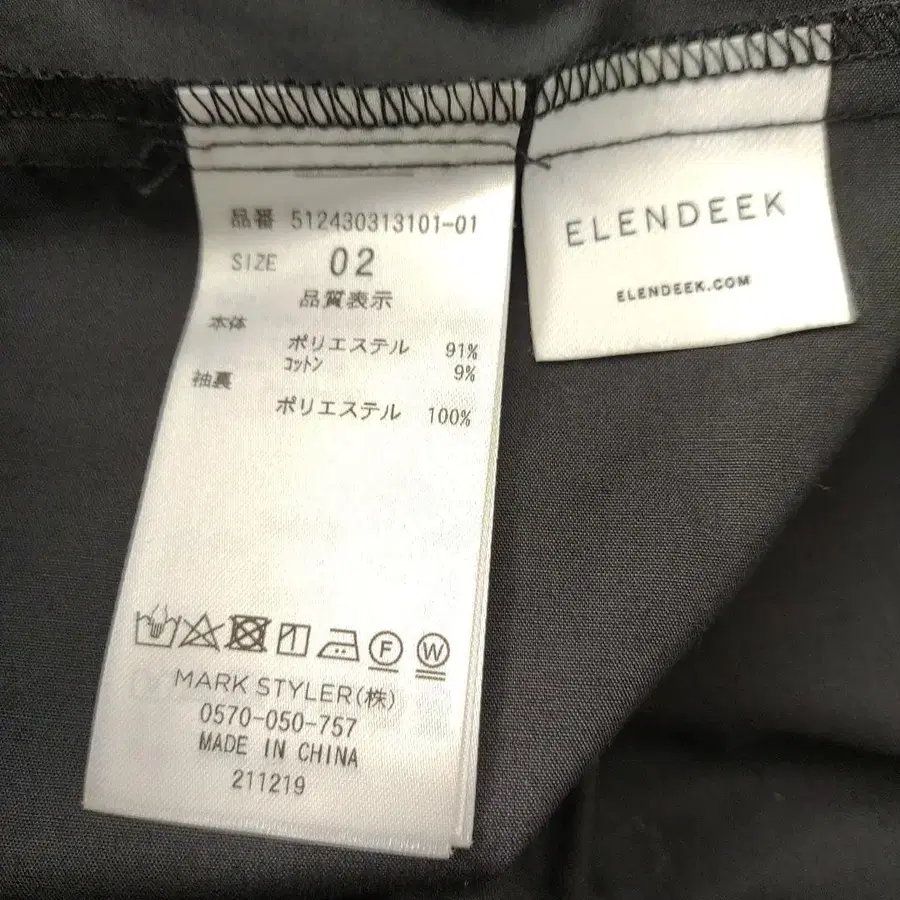 品番 512430313101-01
SIZE 02
品質表示
本体
ポリエステル 91%
コットン 9%
袖裏
ポリエステル 100%
F W
MARK STYLER(株)
0570-050-757
MADE IN CHINA
211219
ELENDEEK
ELENDEEK.COM